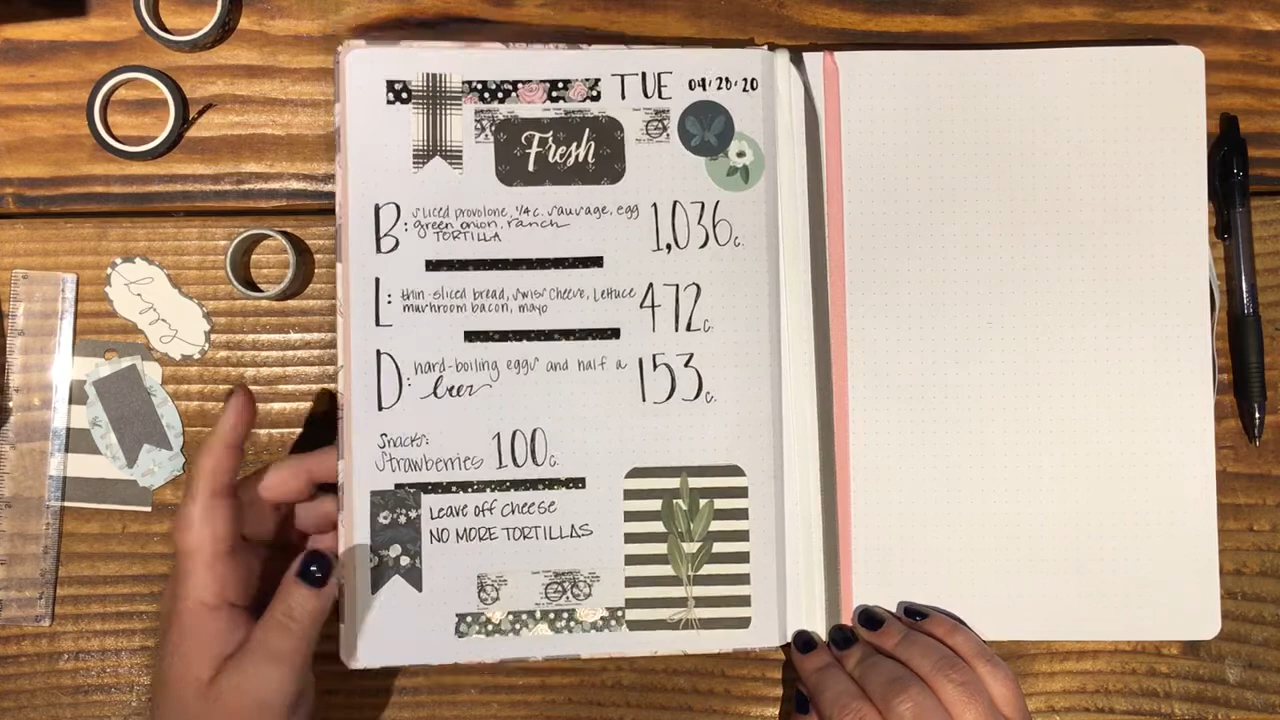 TUE 04/28/20
Fresh
B: sliced provolone, 1/4 c. sausage, egg
green onion, ranch
TORTILLA
1,036c.
L: thin-sliced bread, swiss cheese, lettuce
mushroom bacon, mayo
472c.
D: hard-boiling eggs and half a
beer
153c.
Snacks:
Strawberries 100c.
Leave off cheese
NO MORE TORTILLAS